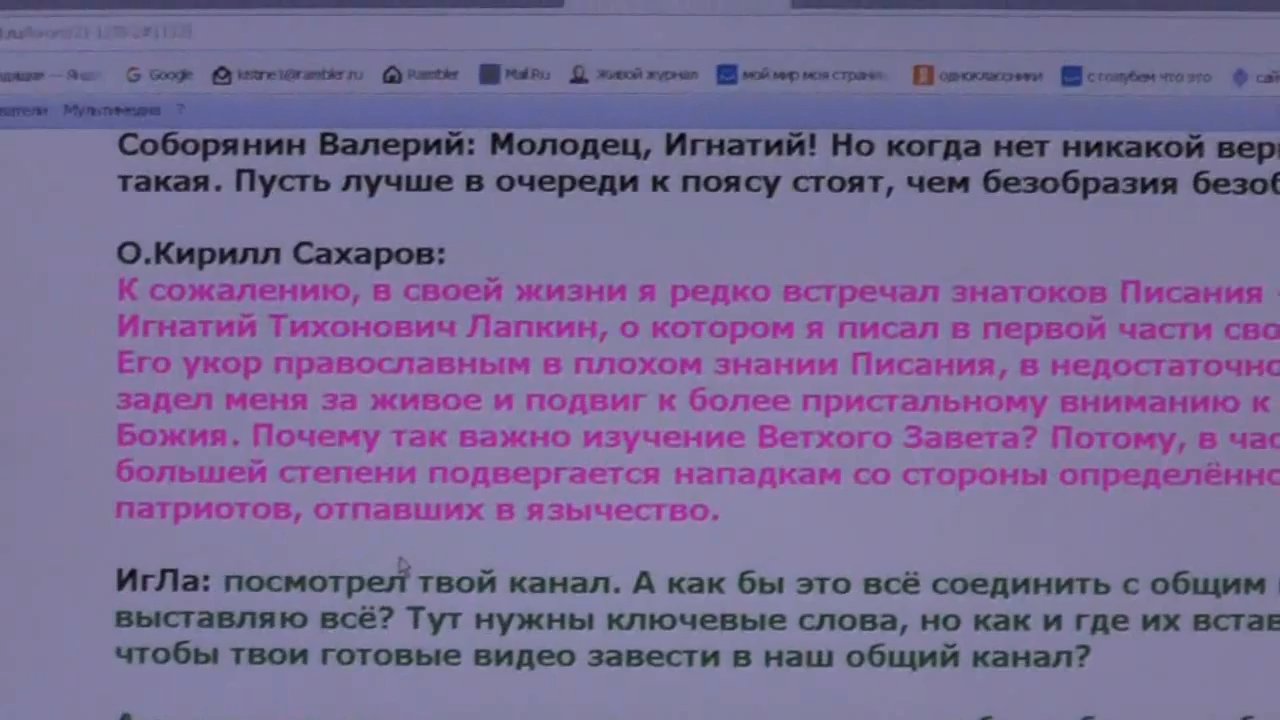 Google
Rambler
Mail.Ru
живой журнал
мой мир моя страни
одноклассники
с голубем что это
сай
Мультимедиа ?
Соборянин Валерий: Молодец, Игнатий! Но когда нет никакой вер
такая. Пусть лучше в очереди к поясу стоят, чем безобразия безоб
О.Кирилл Сахаров:
К сожалению, в своей жизни я редко встречал знатоков Писания
Игнатий Тихонович Лапкин, о котором я писал в первой части сво
Его укор православным в плохом знании Писания, в недостаточно
задел меня за живое и подвиг к более пристальному вниманию к
Божия. Почему так важно изучение Ветхого Завета? Потому, в час
большей степени подвергается нападкам со стороны определённо
патриотов, отпавших в язычество.
ИгЛа: посмотрел твой канал. А как бы это всё соединить с общим
выставляю всё? Тут нужны ключевые слова, но как и где их встав
чтобы твои готовые видео завести в наш общий канал?